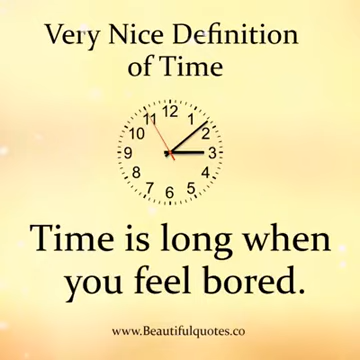 Very Nice Definition
of Time
12
11 1
10 2
9 3
8 4
7 5
6
Time is long when
you feel bored.
www.Beautifulquotes.co